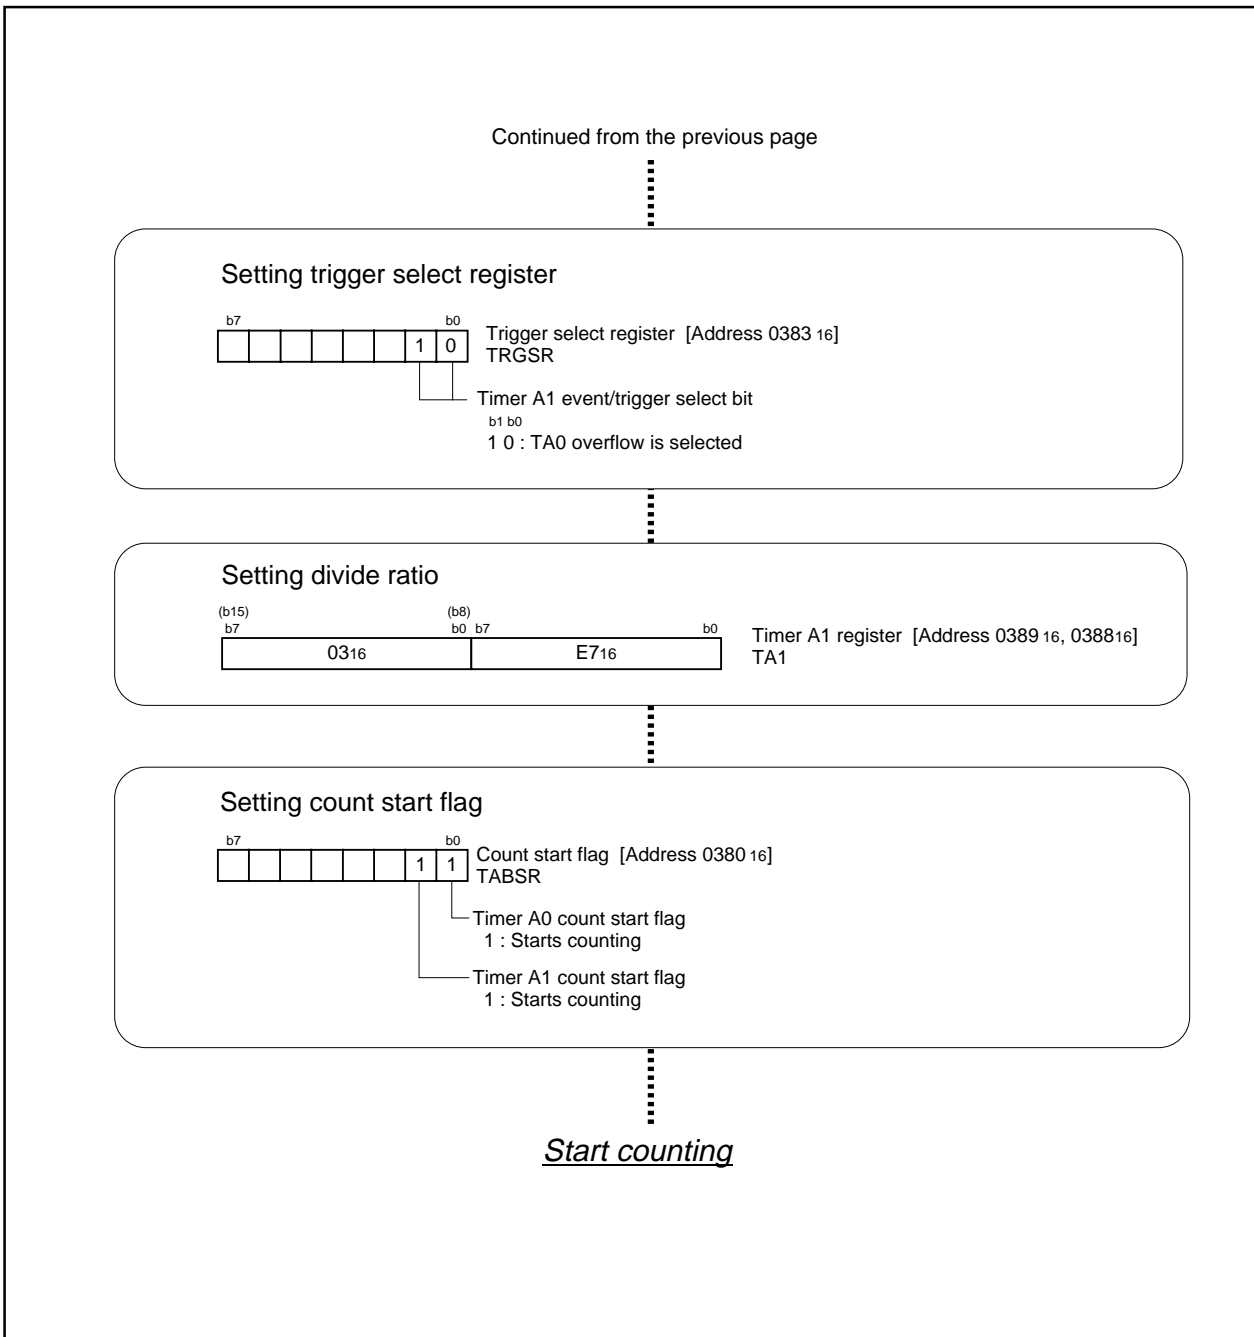 Continued from the previous page
Setting trigger select register
b7 b0
1 0
Trigger select register [Address 0383 16]
TRGSR
Timer A1 event/trigger select bit
b1 b0
1 0 : TA0 overflow is selected
Setting divide ratio
(b15) (b8)
b7 b0 b7 b0
0316 E716
Timer A1 register [Address 0389 16, 038816]
TA1
Setting count start flag
b7 b0
1 1
Count start flag [Address 0380 16]
TABSR
Timer A0 count start flag
1 : Starts counting
Timer A1 count start flag
1 : Starts counting
Start counting